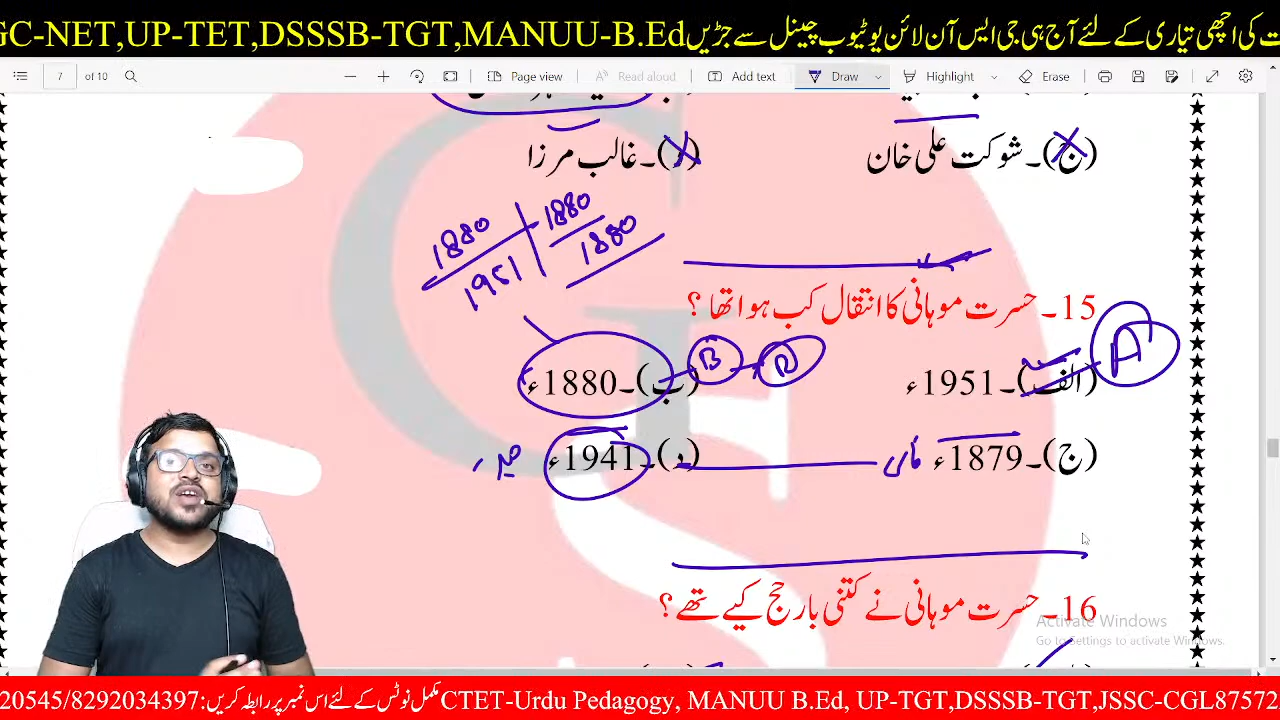 GC-NET,UP-TET,DSSSB-TGT,MANUU-B.Ed ت کی اچھی تیاری کے لئے آج ہی جی ایس آن لائن یوٹیوب چینل سے جڑیں
7 of 10 Page view Read aloud Add text Draw Highlight Erase
(ج)۔شوکت علی خان (د)۔غالب مرزا
1880 1880
1951 1880
15۔حسرت موہانی کا انتقال کب ہوا تھا ؟
(الف)۔1951ء (ب)۔1880ء
A B
(ج)۔1879ء (د)۔1941ء
16۔حسرت موہانی نے کتنی بار حج کیے تھے ؟
Activate Windows
Go to Settings to activate Windows.
20545/8292034397:مکمل نوٹس کے لئے اس نمبر پر رابطہ کریں CTET-Urdu Pedagogy, MANUU B.Ed, UP-TGT,DSSSB-TGT,JSSC-CGL87572